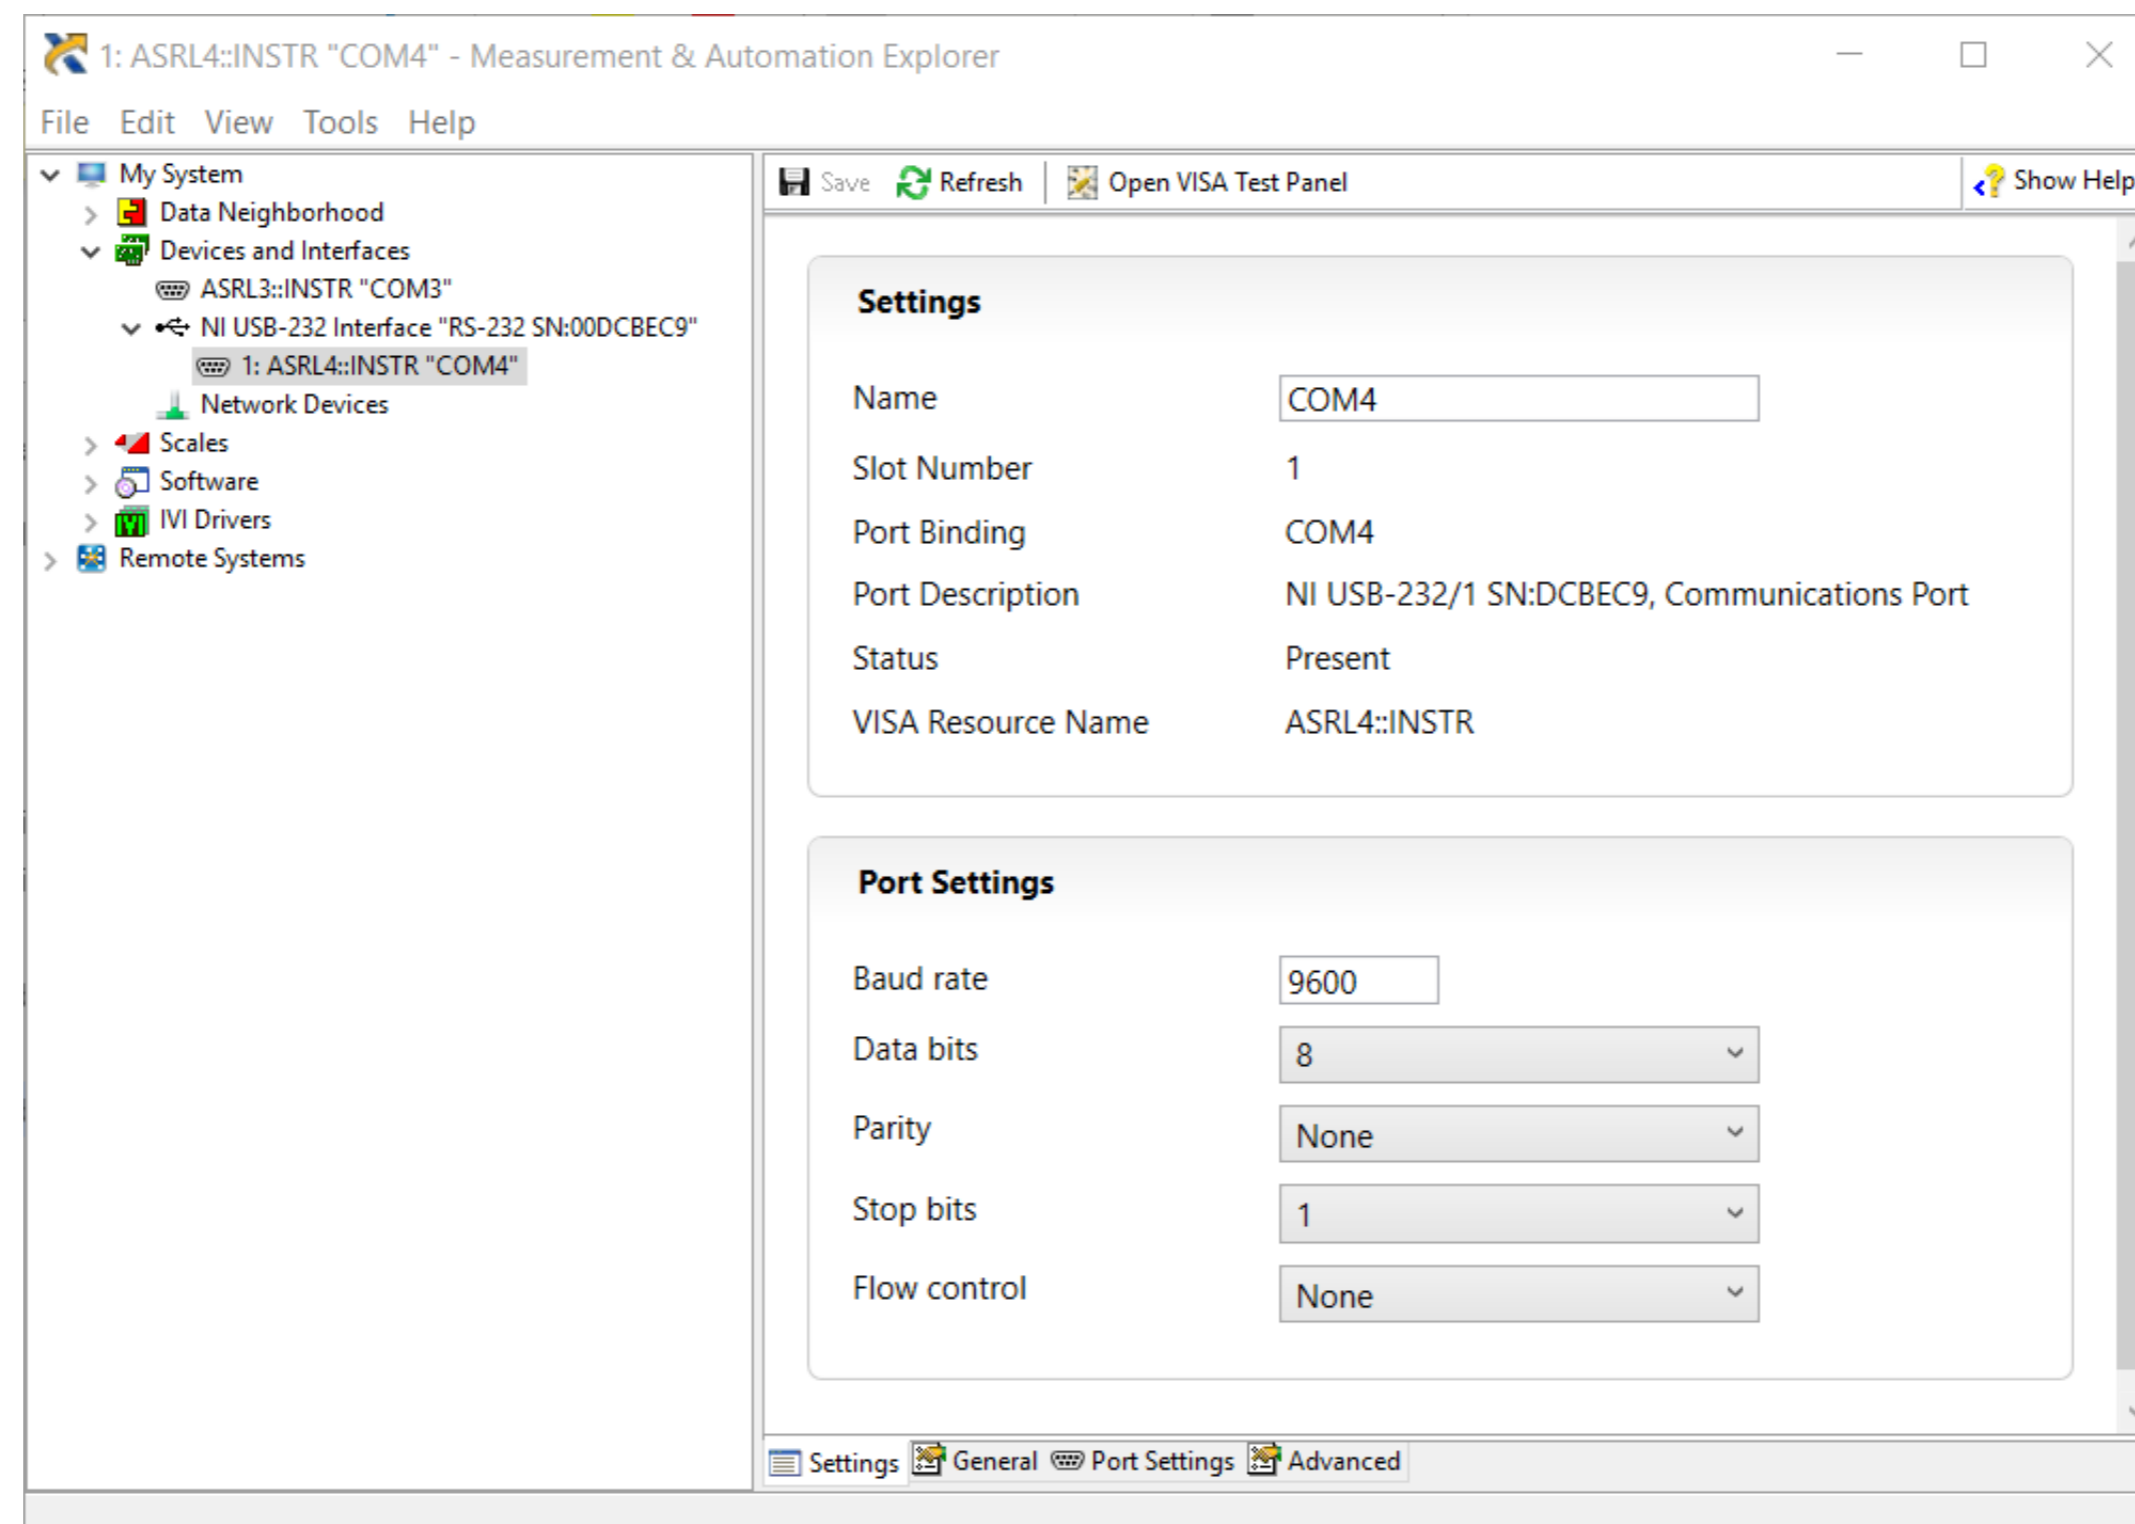 1: ASRL4::INSTR "COM4" - Measurement & Automation Explorer
File Edit View Tools Help
My System
Data Neighborhood
Devices and Interfaces
ASRL3::INSTR "COM3"
NI USB-232 Interface "RS-232 SN:00DCBEC9"
1: ASRL4::INSTR "COM4"
Network Devices
Scales
Software
IVI Drivers
Remote Systems
Save Refresh Open VISA Test Panel Show Help
Settings
Name COM4
Slot Number 1
Port Binding COM4
Port Description NI USB-232/1 SN:DCBEC9, Communications Port
Status Present
VISA Resource Name ASRL4::INSTR
Port Settings
Baud rate 9600
Data bits 8
Parity None
Stop bits 1
Flow control None
Settings General Port Settings Advanced